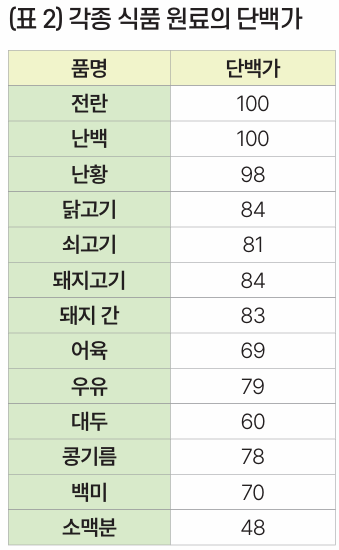 (표 2) 각종 식품 원료의 단백가
품명 단백가
전란 100
난백 100
난황 98
닭고기 84
쇠고기 81
돼지고기 84
돼지 간 83
어육 69
우유 79
대두 60
콩기름 78
백미 70
소맥분 48